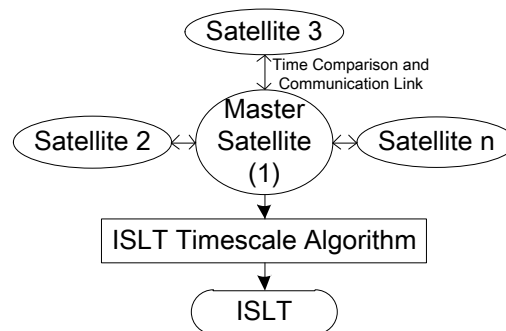 Satellite 3
Time Comparison and
Communication Link
Master
Satellite
(1)
Satellite 2
Satellite n
ISLT Timescale Algorithm
ISLT